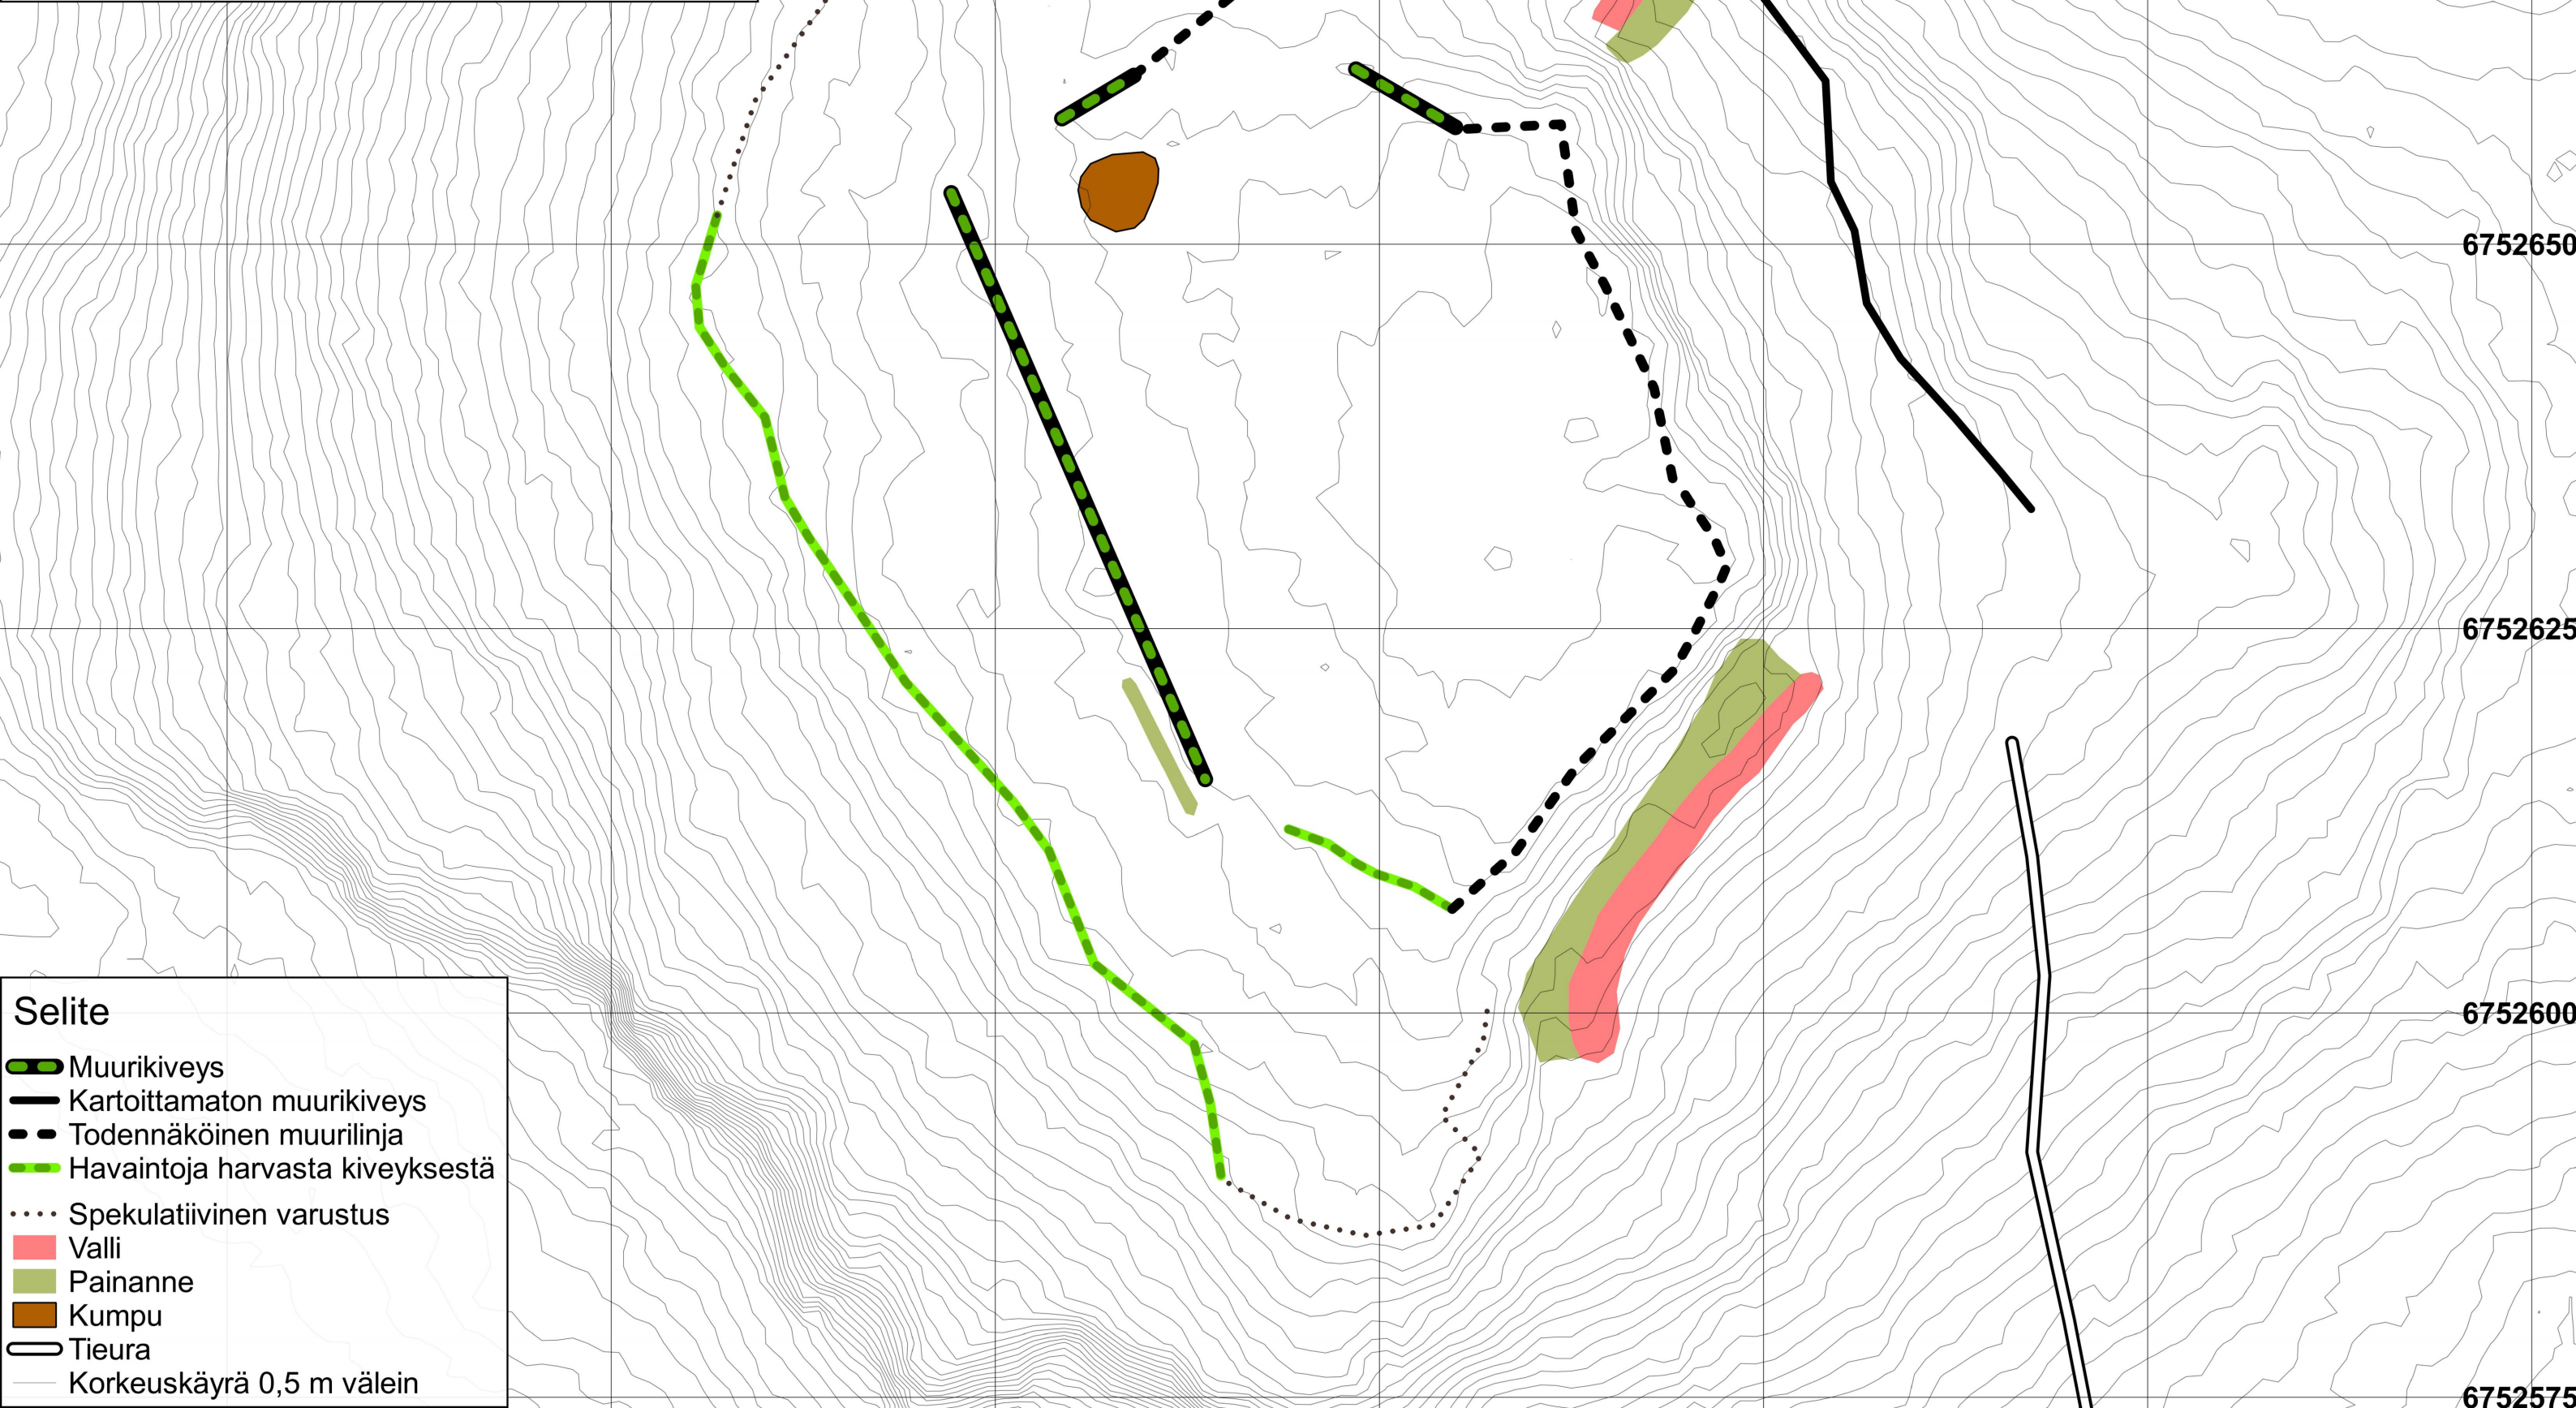 6752650
6752625
6752600
6752575
Selite
Muurikiveys
Kartoittamaton muurikiveys
Todennäköinen muurilinja
Havaintoja harvasta kiveyksestä
Spekulatiivinen varustus
Valli
Painanne
Kumpu
Tieura
Korkeuskäyrä 0,5 m välein